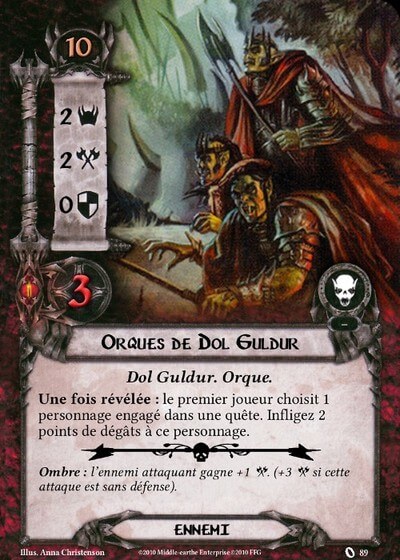 10
2
2
0
3
Orques de Dol Guldur
Dol Guldur. Orque.
Une fois révélée : le premier joueur choisit 1
personnage engagé dans une quête. Infligez 2
points de dégâts à ce personnage.
Ombre : l'ennemi attaquant gagne +1 . (+3 si cette
attaque est sans défense).
ENNEMI
Illus. Anna Christenson ©2010 Middle-earthe Enterprise ©2010 FFG 89